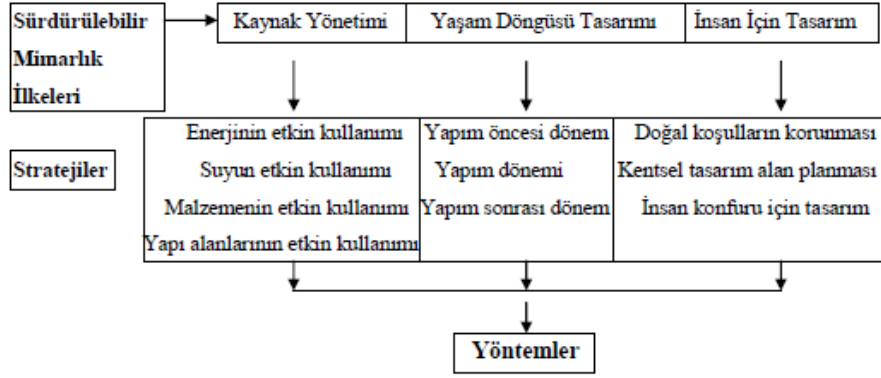 Sürdürülebilir
Mimarlık
İlkeleri
Kaynak Yönetimi
Yaşam Döngüsü Tasarımı
İnsan İçin Tasarım
Stratejiler
Enerjinin etkin kullanımı
Suyun etkin kullanımı
Malzemenin etkin kullanımı
Yapı alanlarının etkin kullanımı
Yapım öncesi dönem
Yapım dönemi
Yapım sonrası dönem
Doğal koşulların korunması
Kentsel tasarım alan planması
İnsan konfuru için tasarım
Yöntemler